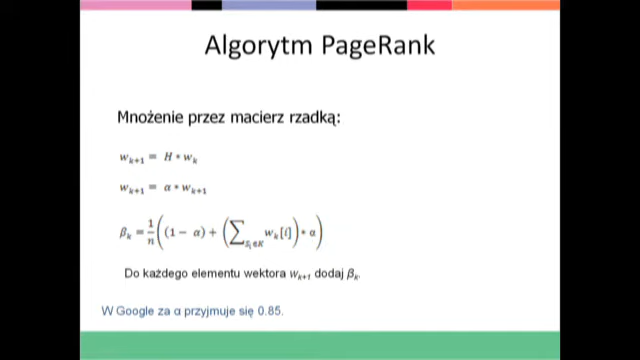 Algorytm PageRank
Mnożenie przez macierz rzadką:
w_{k+1} = H * w_k
w_{k+1} = α * w_{k+1}
β_k = \frac{1}{n}((1 - α) + (∑_{S_i∈K} w_k[i]) * α)
Do każdego elementu wektora w_{k+1} dodaj β_k.
W Google za α przyjmuje się 0.85.